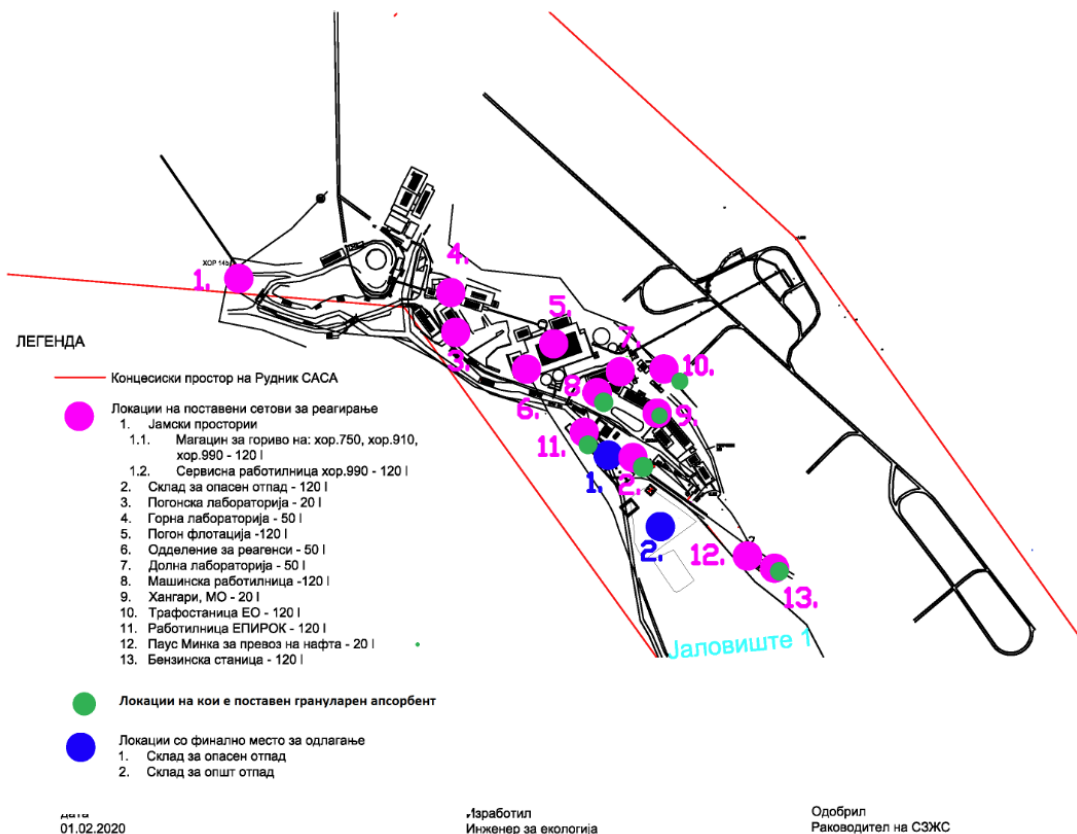 ХОР 14б
1.
4.
5.
3.
7.
10.
8
6.
9.
11.
1.
2.
2.
12.
13.
Јаловиште 1
ЛЕГЕНДА
Концесиски простор на Рудник САСА
Локации на поставени сетови за реагирање
1. Јамски простории
1.1. Магацин за гориво на: хор.750, хор.910,
хор.990 - 120 l
1.2. Сервисна работилница хор.990 - 120 l
2. Склад за опасен отпад - 120 l
3. Погонска лабораторија - 20 l
4. Горна лабораторија - 50 l
5. Погон флотација -120 l
6. Одделение за реагенси - 50 l
7. Долна лабораторија - 50 l
8. Машинска работилница -120 l
9. Хангари, МО - 20 l
10. Трафостаница ЕО - 120 l
11. Работилница ЕПИРОК - 120 l
12. Паус Минка за превоз на нафта - 20 l
13. Бензинска станица - 120 l
Локации на кои е поставен грануларен апсорбент
Локации со финално место за одлагање
1. Склад за опасен отпад
2. Склад за општ отпад
Дата
01.02.2020
Изработил
Инженер за екологија
Одобрил
Раководител на СЗЖС